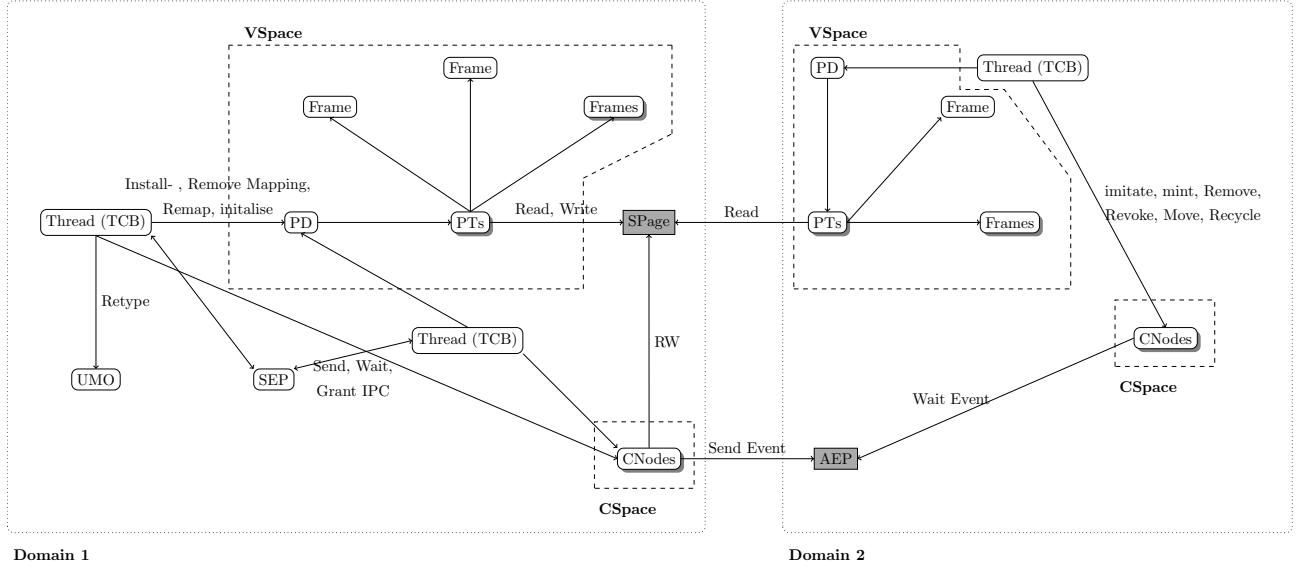 VSpace
VSpace
Frame
PD
Thread (TCB)
Frame
Frames
Frame
Install- , Remove Mapping,
Remap, initalise
imitate, mint, Remove,
Revoke, Move, Recycle
Thread (TCB)
PD
PTs
Read, Write
SPage
Read
PTs
Frames
Retype
Thread (TCB)
RW
CNodes
UMO
SEP
Send, Wait,
Grant IPC
CSpace
Wait Event
CNodes
Send Event
AEP
CSpace
Domain 1
Domain 2